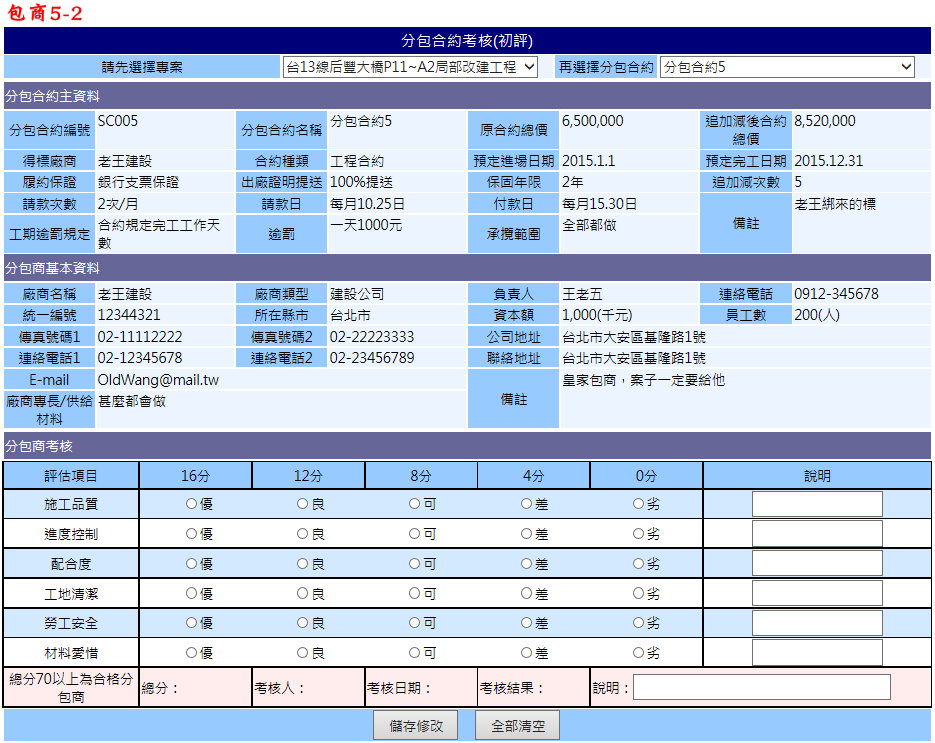 包商5-2
分包合約考核(初評)
請先選擇專案 台13線后豐大橋P11~A2局部改建工程 再選擇分包合約 分包合約5
分包合約主資料
分包合約編號 SC005 分包合約名稱 分包合約5 原合約總價 6,500,000 追加減後合約總價 8,520,000
得標廠商 老王建設 合約種類 工程合約 預定進場日期 2015.1.1 預定完工日期 2015.12.31
履約保證 銀行支票保證 出廠證明提送 100%提送 保固年限 2年 追加減次數 5
請款次數 2次/月 請款日 每月10.25日 付款日 每月15.30日 備註 老王綁來的標
工期逾罰規定 合約規定完工工作天數 逾罰 一天1000元 承攬範圍 全部都做
分包商基本資料
廠商名稱 老王建設 廠商類型 建設公司 負責人 王老五 連絡電話 0912-345678
統一編號 12344321 所在縣市 台北市 資本額 1,000(千元) 員工數 200(人)
傳真號碼1 02-11112222 傳真號碼2 02-22223333 公司地址 台北市大安區基隆路1號
連絡電話1 02-12345678 連絡電話2 02-23456789 聯絡地址 台北市大安區基隆路1號
E-mail OldWang@mail.tw 備註 皇家包商，案子一定要給他
廠商專長/供給材料 甚麼都會做
分包商考核
評估項目 16分 12分 8分 4分 0分 說明
施工品質 優 良 可 差 劣
進度控制 優 良 可 差 劣
配合度 優 良 可 差 劣
工地清潔 優 良 可 差 劣
勞工安全 優 良 可 差 劣
材料愛惜 優 良 可 差 劣
總分70以上為合格分包商 總分： 考核人： 考核日期： 考核結果： 說明：
儲存修改 全部清空